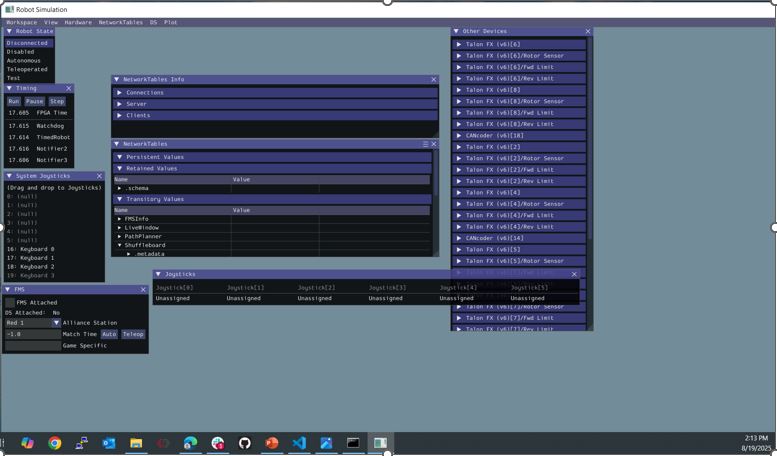 Robot Simulation
Workspace View Hardware NetworkTables DS Plot
Robot State
Disconnected
Disabled
Autonomous
Teleoperated
Test
Timing
Run Pause Step
17.605 FPGA Time
17.615 Watchdog
17.614 TimedRobot
17.616 Notifier2
17.606 Notifier3
System Joysticks
(Drag and drop to Joysticks)
0: (null)
1: (null)
2: (null)
3: (null)
4: (null)
5: (null)
16: Keyboard 0
17: Keyboard 1
18: Keyboard 2
19: Keyboard 3
FMS
FMS Attached
DS Attached: No
Red 1 Alliance Station
-1.0 Match Time Auto Teleop
Game Specific
NetworkTables Info
Connections
Server
Clients
NetworkTables
Persistent Values
Retained Values
Name Value
.schema
Transitory Values
Name Value
FMSInfo
LiveWindow
PathPlanner
Shuffleboard
.metadata
Joysticks
Joystick[0] Joystick[1] Joystick[2] Joystick[3] Joystick[4] Joystick[5]
Unassigned Unassigned Unassigned Unassigned Unassigned Unassigned
Other Devices
Talon FX (v6)[6]
Talon FX (v6)[6]/Rotor Sensor
Talon FX (v6)[6]/Fwd Limit
Talon FX (v6)[6]/Rev Limit
Talon FX (v6)[8]
Talon FX (v6)[8]/Rotor Sensor
Talon FX (v6)[8]/Fwd Limit
Talon FX (v6)[8]/Rev Limit
CANcoder (v6)[18]
Talon FX (v6)[2]
Talon FX (v6)[2]/Rotor Sensor
Talon FX (v6)[2]/Fwd Limit
Talon FX (v6)[2]/Rev Limit
Talon FX (v6)[4]
Talon FX (v6)[4]/Rotor Sensor
Talon FX (v6)[4]/Fwd Limit
Talon FX (v6)[4]/Rev Limit
CANcoder (v6)[14]
Talon FX (v6)[5]
Talon FX (v6)[5]/Rotor Sensor
Talon FX (v6)[5]/Fwd Limit
Talon FX (v6)[7]/Rotor Sensor
Talon FX (v6)[7]/Fwd Limit
Talon FX (v6)[7]/Rev Limit
2:13 PM
8/19/2025